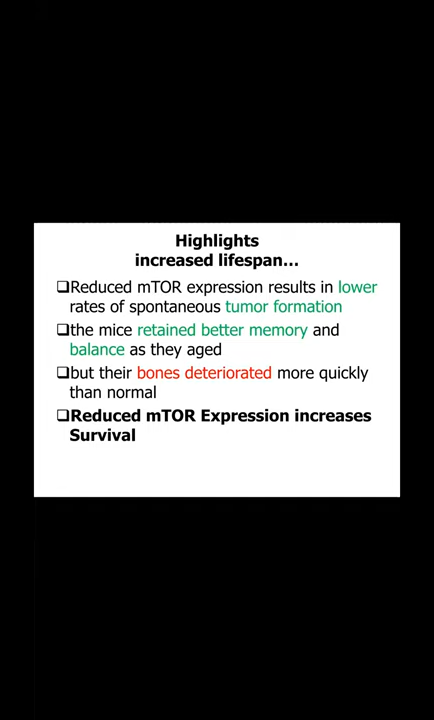 Highlights
increased lifespan...
❑Reduced mTOR expression results in lower
rates of spontaneous tumor formation
❑the mice retained better memory and
balance as they aged
❑but their bones deteriorated more quickly
than normal
❑Reduced mTOR Expression increases
Survival